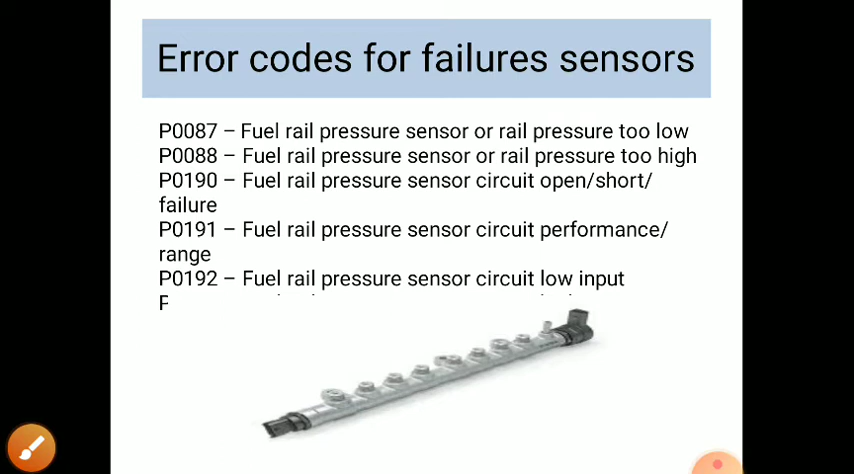 Error codes for failures sensors
P0087 – Fuel rail pressure sensor or rail pressure too low
P0088 – Fuel rail pressure sensor or rail pressure too high
P0190 – Fuel rail pressure sensor circuit open/short/
failure
P0191 – Fuel rail pressure sensor circuit performance/
range
P0192 – Fuel rail pressure sensor circuit low input